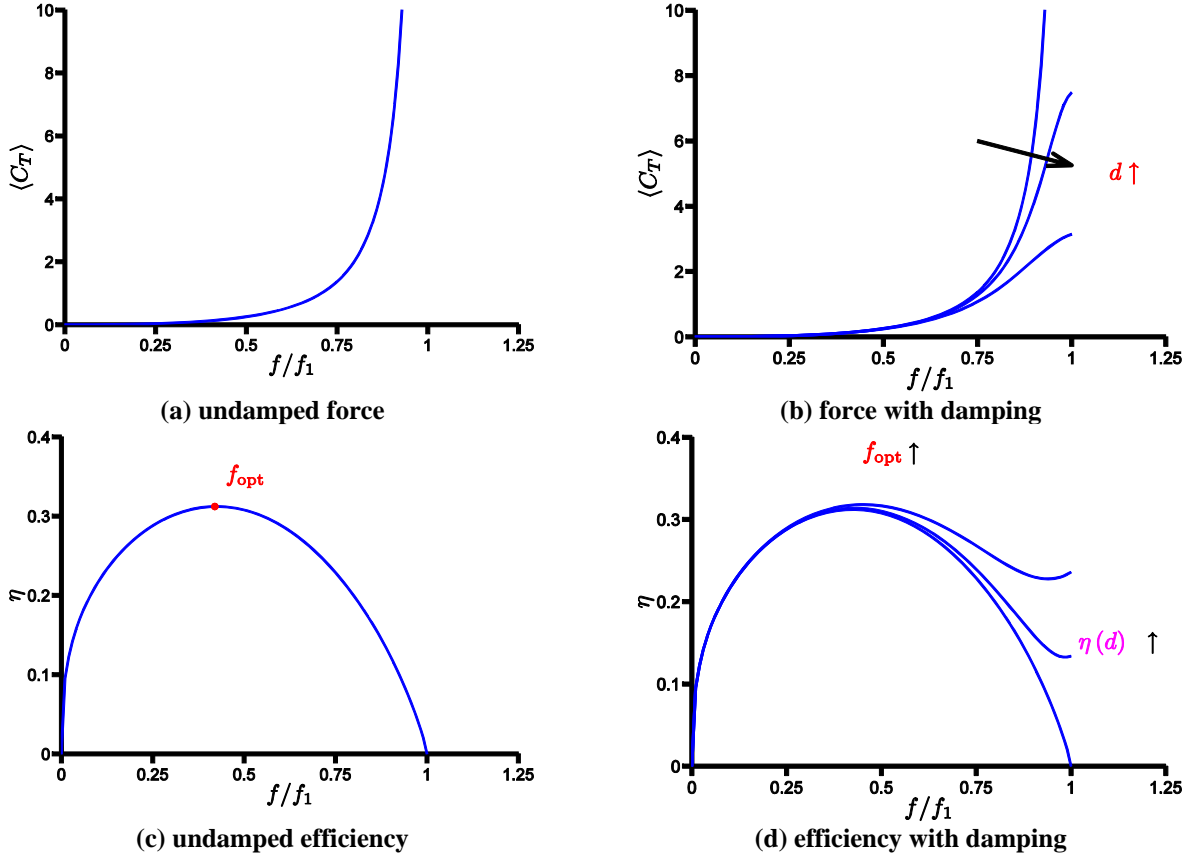 10
8
6
4
2
0
⟨C_T⟩
0 0.25 0.5 0.75 1 1.25
f/f₁
(a) undamped force
10
8
6
4
2
0
⟨C_T⟩
d ↑
0 0.25 0.5 0.75 1 1.25
f/f₁
(b) force with damping
0.4
0.3
0.2
0.1
0
η
f_opt
0 0.25 0.5 0.75 1 1.25
f/f₁
(c) undamped efficiency
0.4
0.3
0.2
0.1
0
η
f_opt ↑
η (d) ↑
0 0.25 0.5 0.75 1 1.25
f/f₁
(d) efficiency with damping